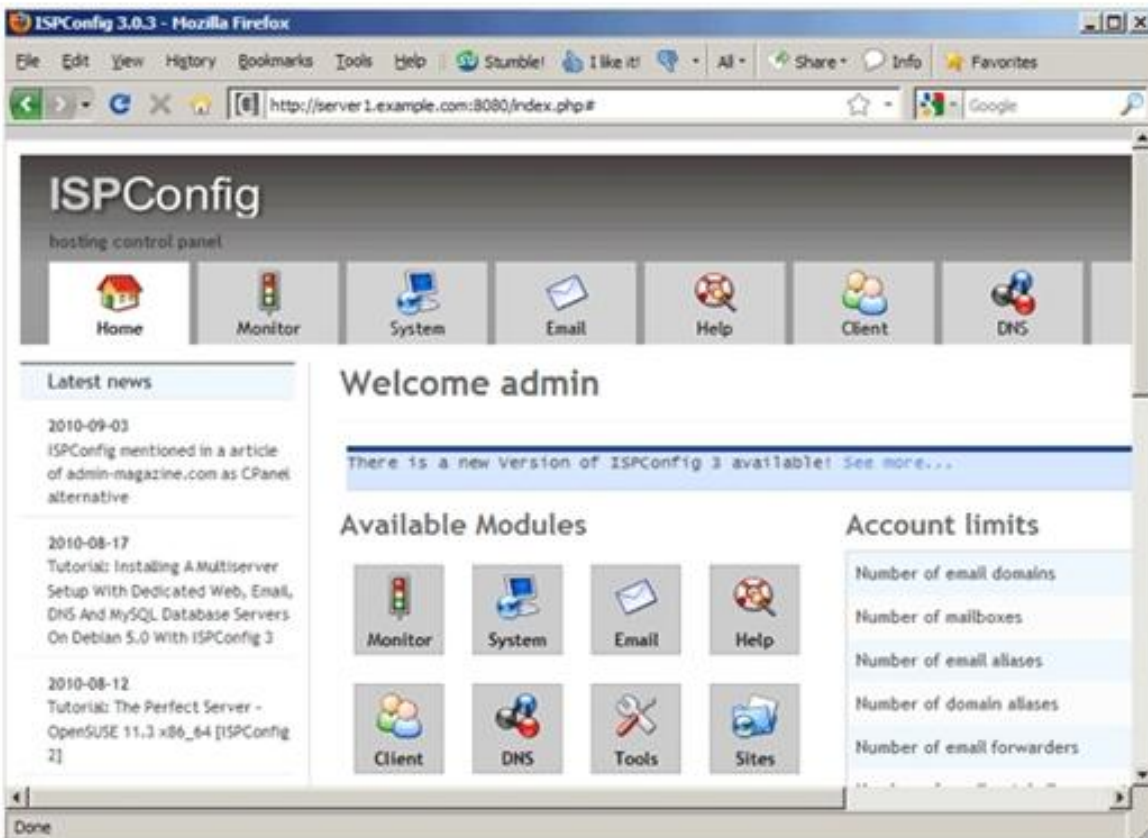 ISPConfig 3.0.3 - Mozilla Firefox
File Edit View History Bookmarks Tools Help Stumble! I like it! All Share Info Favorites
http://server1.example.com:8080/index.php# Google
ISPConfig
hosting control panel
Home Monitor System Email Help Client DNS
Latest news
2010-09-03
ISPConfig mentioned in a article
of admin-magazine.com as CPanel
alternative
2010-08-17
Tutorial: Installing A Multiserver
Setup With Dedicated Web, Email,
DNS And MySQL Database Servers
On Debian 5.0 With ISPConfig 3
2010-08-12
Tutorial: The Perfect Server -
OpenSUSE 11.3 x86_64 [ISPConfig
2]
Welcome admin
There is a new Version of ISPConfig 3 available! See more...
Available Modules
Monitor System Email Help
Client DNS Tools Sites
Account limits
Number of email domains
Number of mailboxes
Number of email aliases
Number of domain aliases
Number of email forwarders
Done